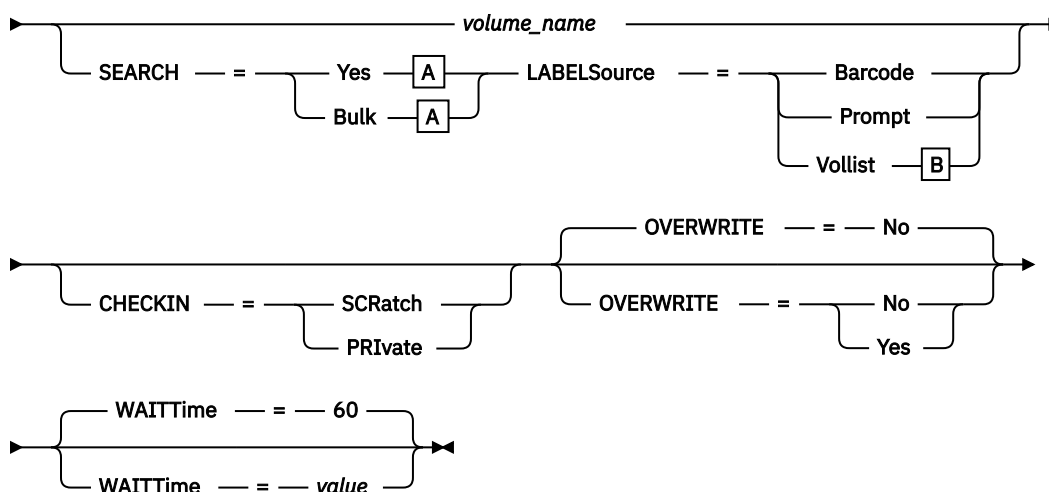 volume_name
SEARCH = Yes A LABELSource = Barcode
Bulk A Prompt
Vollist B
OVERWRITE = No
CHECKIN = SCRatch OVERWRITE = No
PRIvate Yes
WAITTime = 60
WAITTime = value